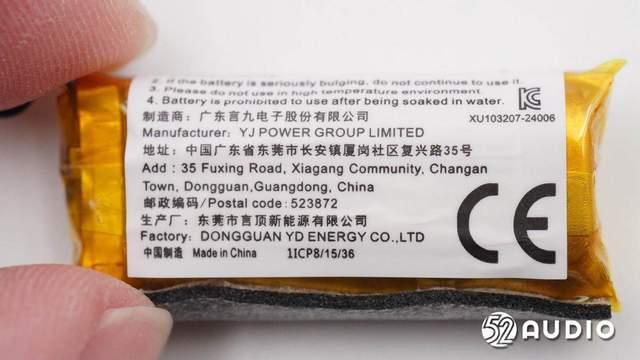 2. If the battery is seriously bulging, do not continue to use it.
3. Please do not use in high temperature environment.
4. Battery is prohibited to use after being soaked in water.
制造商：广东言九电子股份有限公司
XU103207-24006
Manufacturer: YJ POWER GROUP LIMITED
地址：中国广东省东莞市长安镇厦岗社区复兴路35号
Add : 35 Fuxing Road, Xiagang Community, Changan
Town, Dongguan,Guangdong, China
邮政编码/Postal code: 523872
生产厂：东莞市言顶新能源有限公司
Factory: DONGGUAN YD ENERGY CO.,LTD
中国制造 Made in China 1ICP8/15/36
CE
52 AUDIO